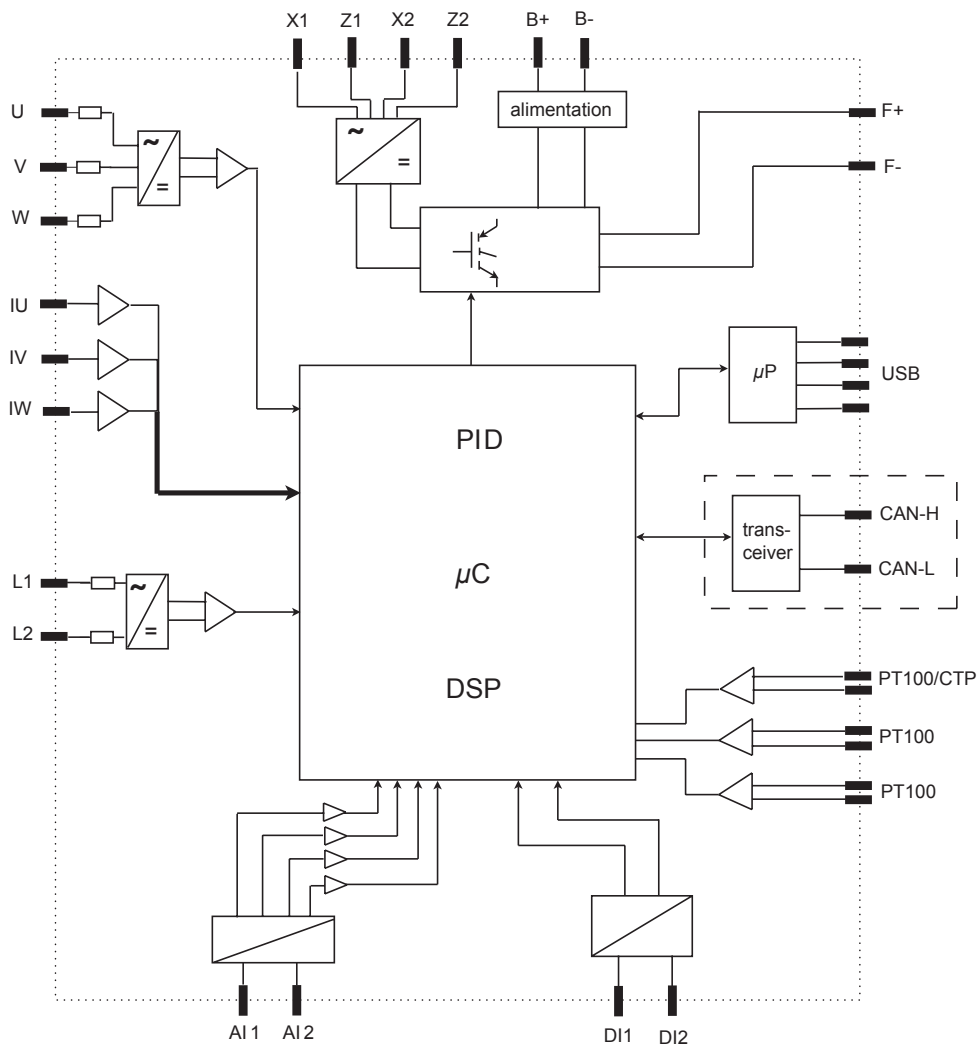 X1 Z1 X2 Z2 B+ B-
U
alimentation
F+
~
~
V
=
F-
=
W
IU
IV
µP
USB
IW
PID
CAN-H
trans-
ceiver
L1
~
µC
CAN-L
L2
=
DSP
PT100/CTP
PT100
PT100
AI 1 AI 2 DI1 DI2